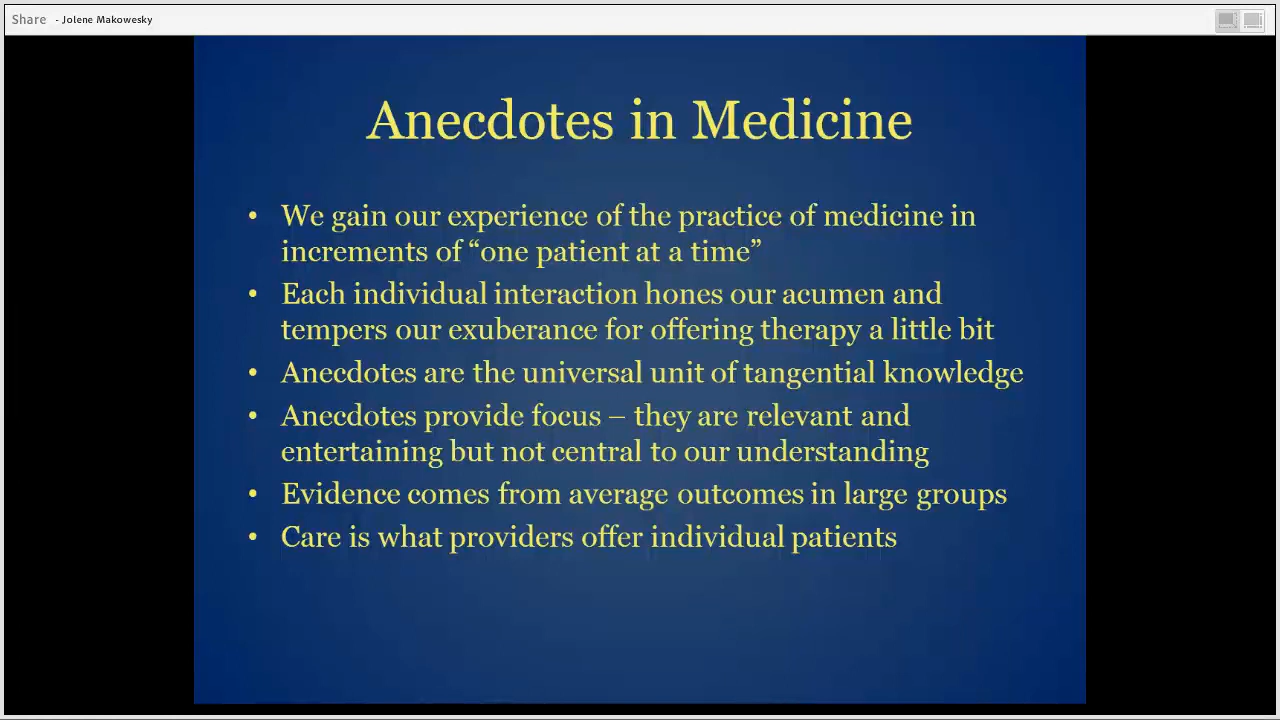 Share - Jolene Makowesky
Anecdotes in Medicine
• We gain our experience of the practice of medicine in
increments of “one patient at a time”
• Each individual interaction hones our acumen and
tempers our exuberance for offering therapy a little bit
• Anecdotes are the universal unit of tangential knowledge
• Anecdotes provide focus – they are relevant and
entertaining but not central to our understanding
• Evidence comes from average outcomes in large groups
• Care is what providers offer individual patients